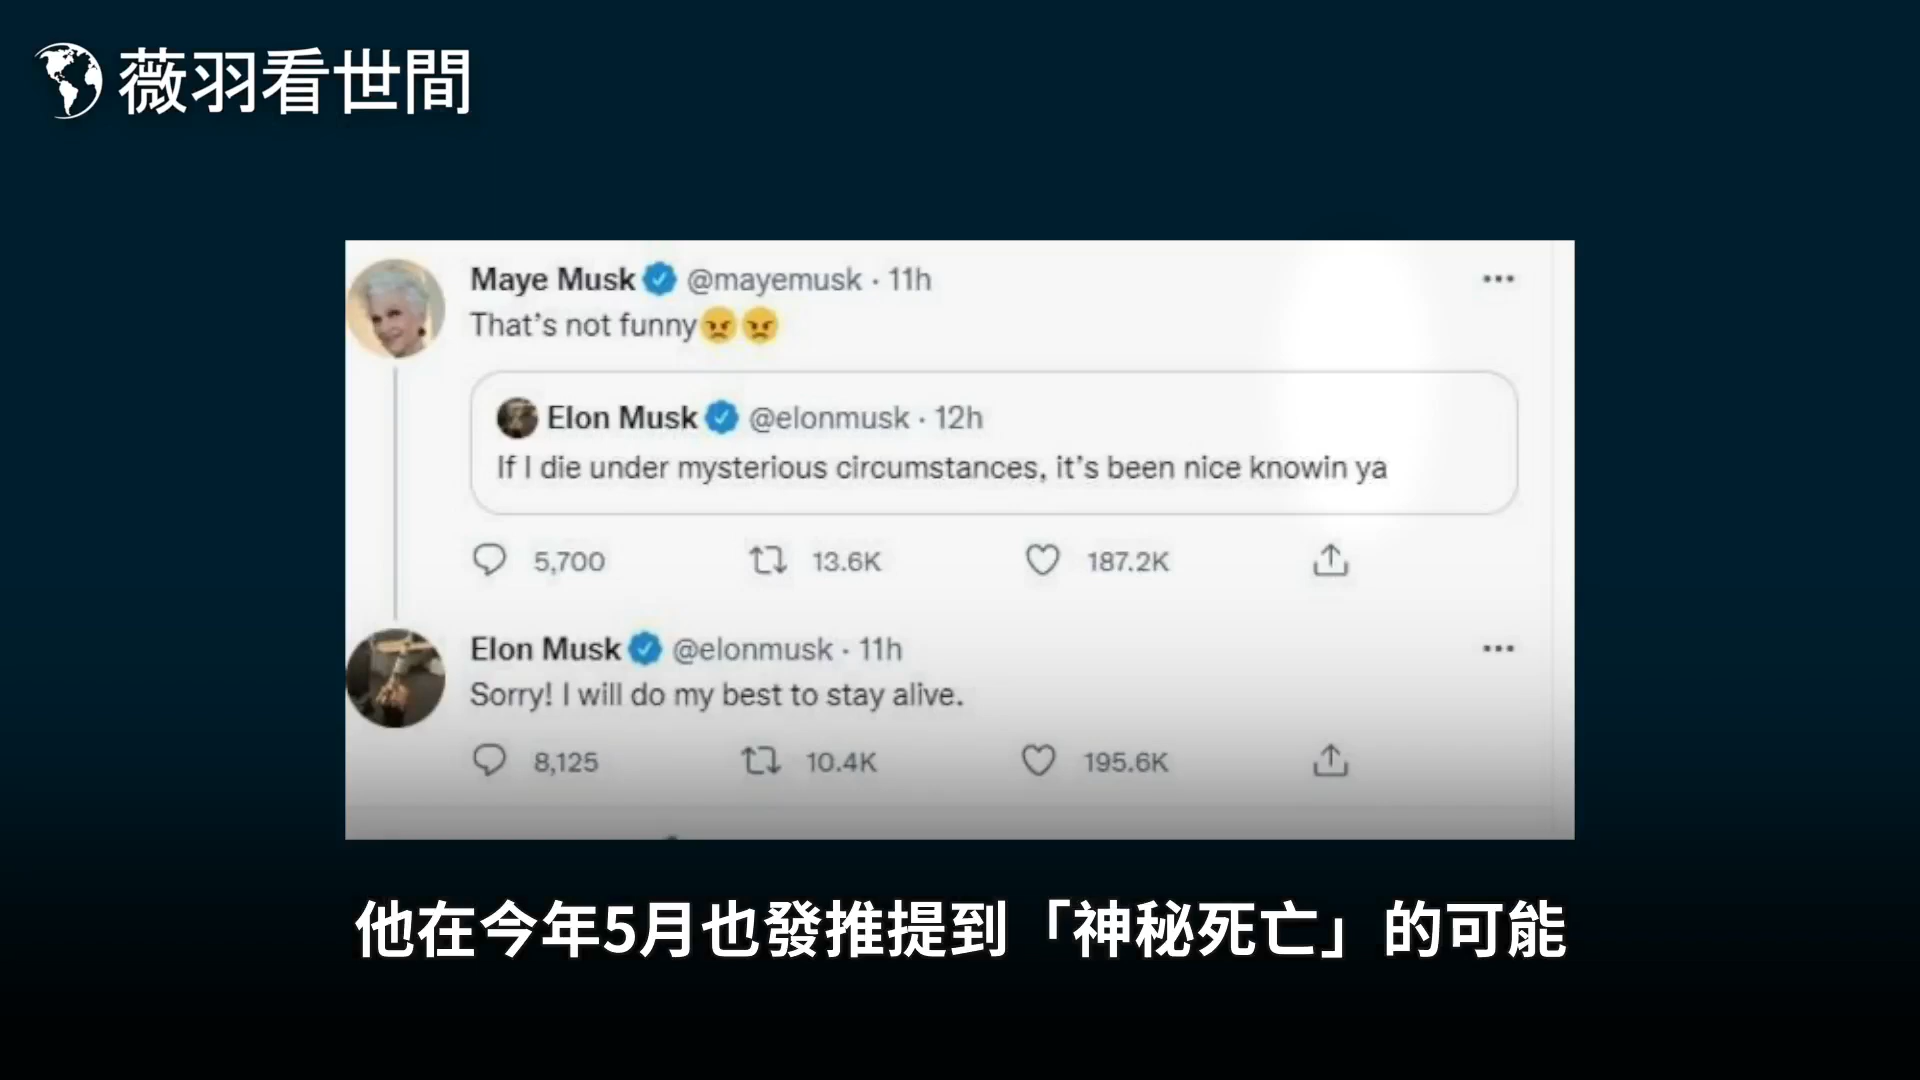 薇羽看世間
Maye Musk @mayemusk · 11h
That's not funny😠😠
Elon Musk @elonmusk · 12h
If I die under mysterious circumstances, it's been nice knowin ya
5,700 13.6K 187.2K
Elon Musk @elonmusk · 11h
Sorry! I will do my best to stay alive.
8,125 10.4K 195.6K
他在今年5月也發推提到「神秘死亡」的可能